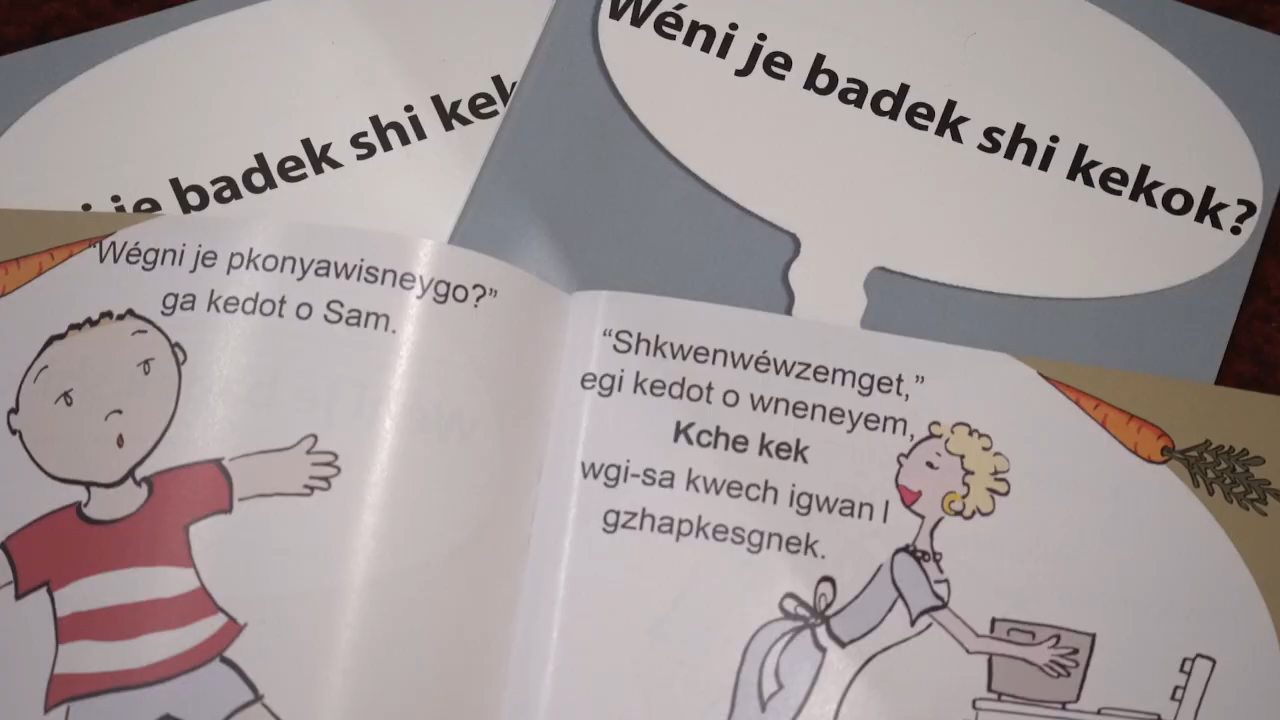 je badek shi kek
Wéni je badek shi kekok?
“Wégni je pkonyawisneygo?”
ga kedot o Sam.
“Shkwenwéwzemget,”
egi kedot o wneneyem,
Kche kek
wgi-sa kwech igwan I
gzhapkesgnek.